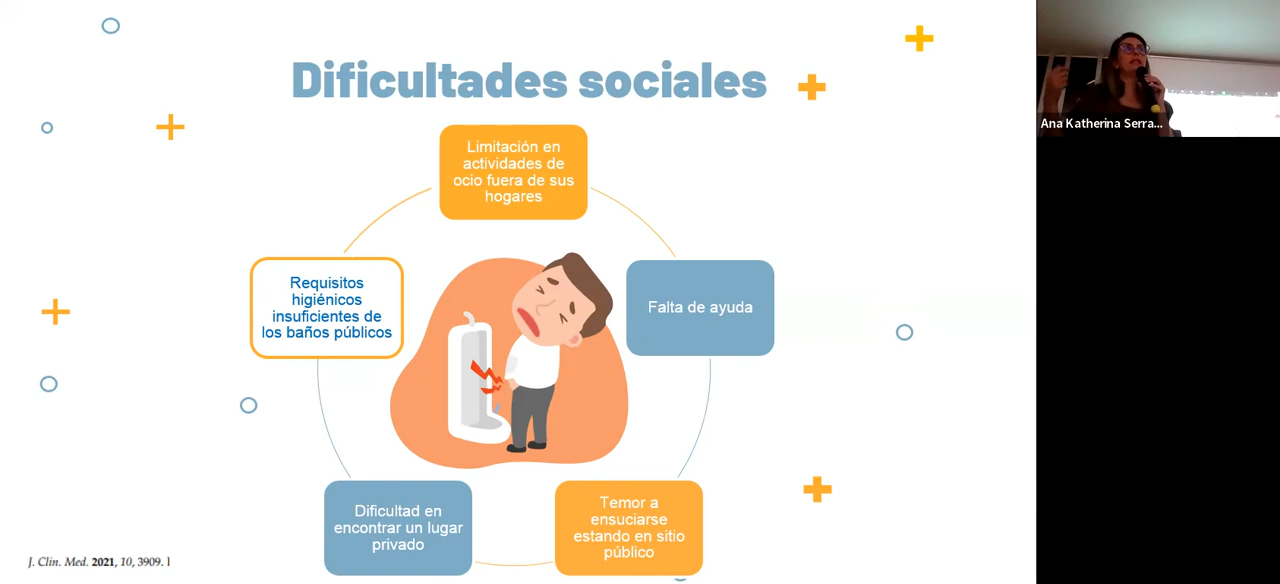 Dificultades sociales
Limitación en
actividades de
ocio fuera de sus
hogares
Falta de ayuda
Temor a
ensuciarse
estando en sitio
público
Dificultad en
encontrar un lugar
privado
Requisitos
higiénicos
insuficientes de
los baños públicos
J. Clin. Med. 2021, 10, 3909. l
Ana Katherina Serra...